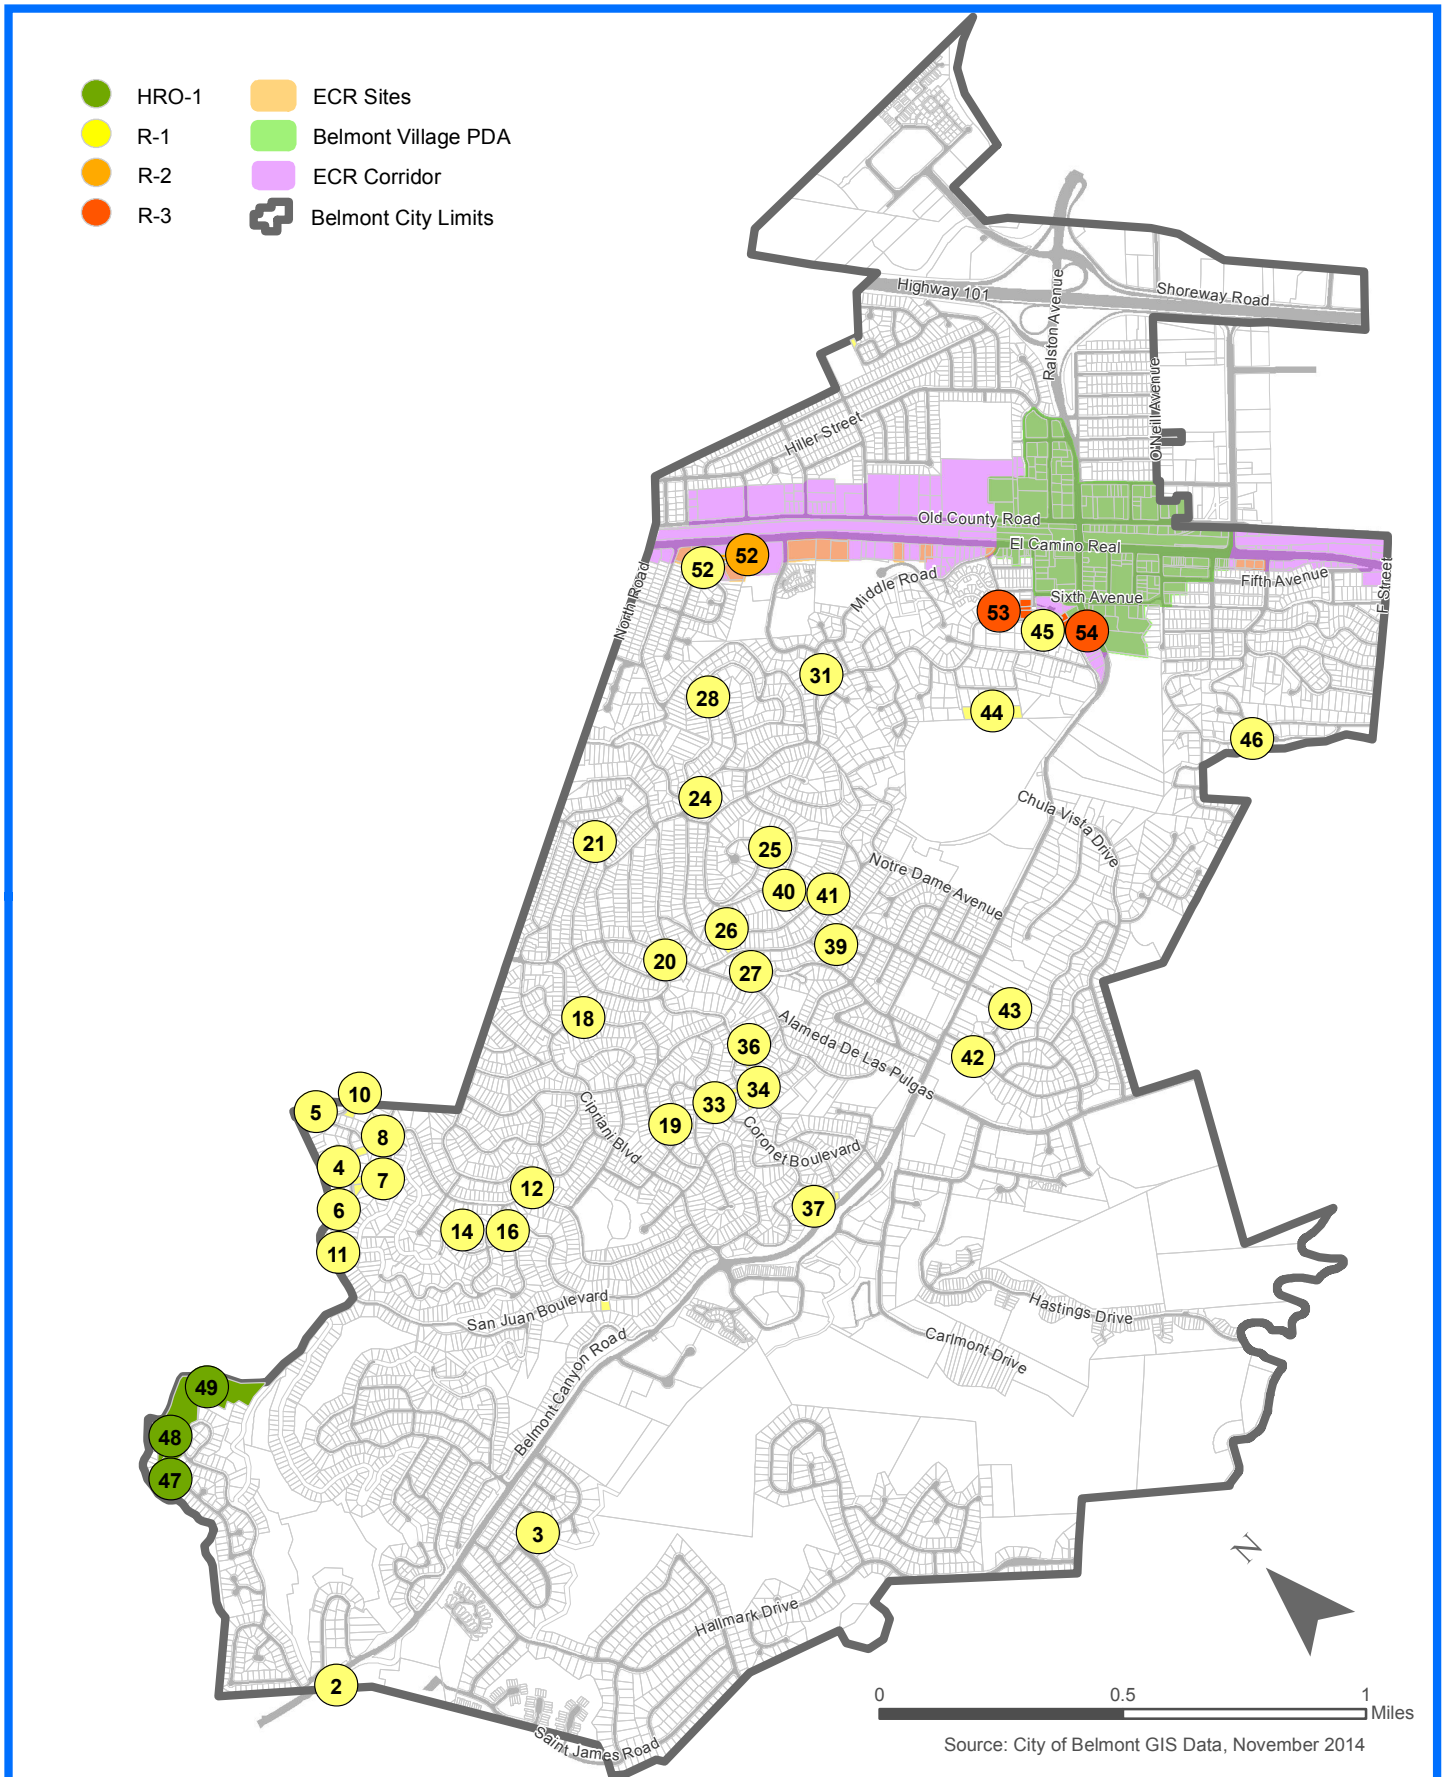 HRO-1
R-1
R-2
R-3
ECR Sites
Belmont Village PDA
ECR Corridor
Belmont City Limits
Highway 101
Shoreway Road
Ralston Avenue
O'Neill Avenue
Hiller Street
Old County Road
El Camino Real
52
52
North Road
Middle Road
Fifth Avenue
F Street
Sixth Avenue
53
45
54
31
28
44
46
24
Chula Vista Drive
21
25
Notre Dame Avenue
40
41
26
39
20
27
18
43
Alameda De Las Pulgas
36
42
34
10
5
33
Cipriani Blvd
19
Coronet Boulevard
8
4
7
12
37
6
14
16
11
San Juan Boulevard
Hastings Drive
Carlmont Drive
Belmont Canyon Road
49
48
47
3
N
Hallmark Drive
2
Saint James Road
0
0.5
1
Miles
Source: City of Belmont GIS Data, November 2014